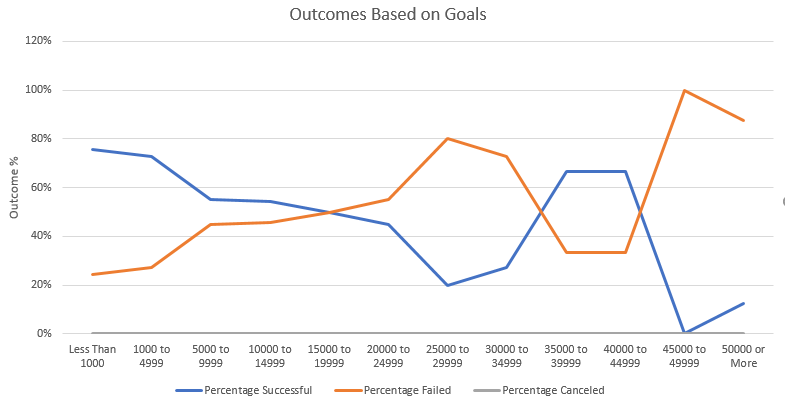 Outcomes Based on Goals
120%
100%
80%
60%
40%
20%
0%
Outcome %
Less Than 1000 to 5000 to 10000 to 15000 to 20000 to 25000 to 30000 to 35000 to 40000 to 45000 to 50000 or
1000 4999 9999 14999 19999 24999 29999 34999 39999 44999 49999 More
Percentage Successful Percentage Failed Percentage Canceled